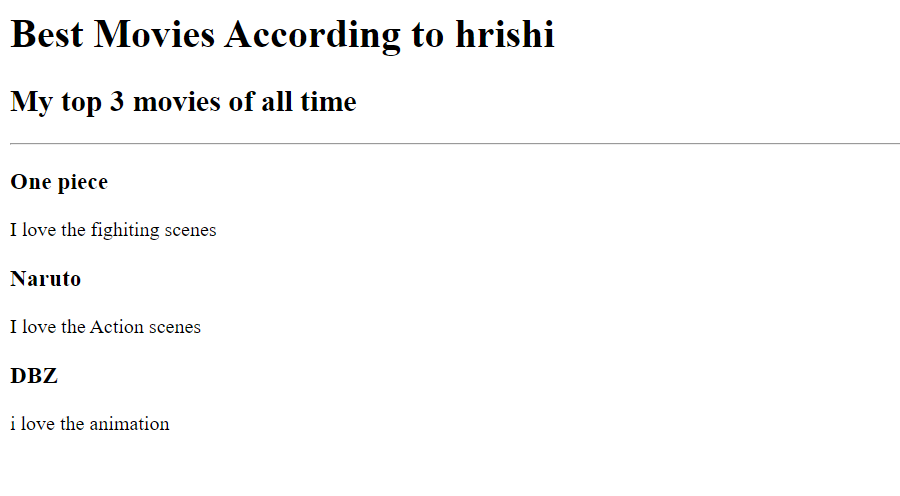 Best Movies According to hrishi
My top 3 movies of all time
One piece
I love the fighiting scenes
Naruto
I love the Action scenes
DBZ
i love the animation